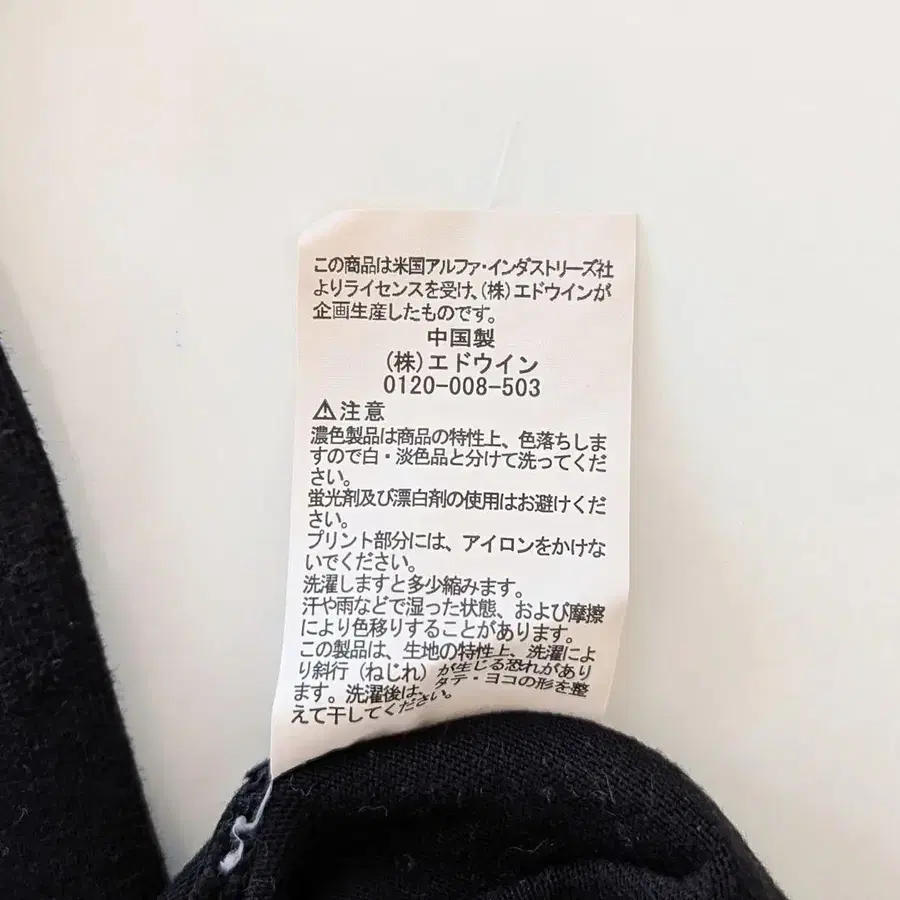 この商品は米国アルファ・インダストリーズ社
よりライセンスを受け、(株)エドウインが
企画生産したものです。
中国製
(株)エドウイン
0120-008-503
⚠注意
濃色製品は商品の特性上、色落ちしま
すので白・淡色品と分けて洗ってくだ
さい。
蛍光剤及び漂白剤の使用はお避けくだ
さい。
プリント部分には、アイロンをかけな
いでください。
洗濯しますと多少縮みます。
汗や雨などで湿った状態、および摩擦
により色移りすることがあります。
この製品は、生地の特性上、洗濯によ
り斜行(ねじれ)が生じる恐れがあり
ます。洗濯後は、タテ・ヨコの形を整
えて干してください。